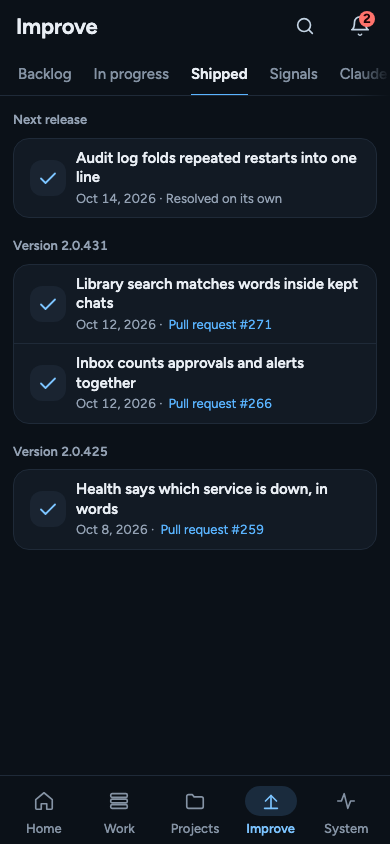 Improve
2
Backlog In progress Shipped Signals Claude
Next release
Audit log folds repeated restarts into one
line
Oct 14, 2026 · Resolved on its own
Version 2.0.431
Library search matches words inside kept
chats
Oct 12, 2026 · Pull request #271
Inbox counts approvals and alerts
together
Oct 12, 2026 · Pull request #266
Version 2.0.425
Health says which service is down, in
words
Oct 8, 2026 · Pull request #259
Home Work Projects Improve System